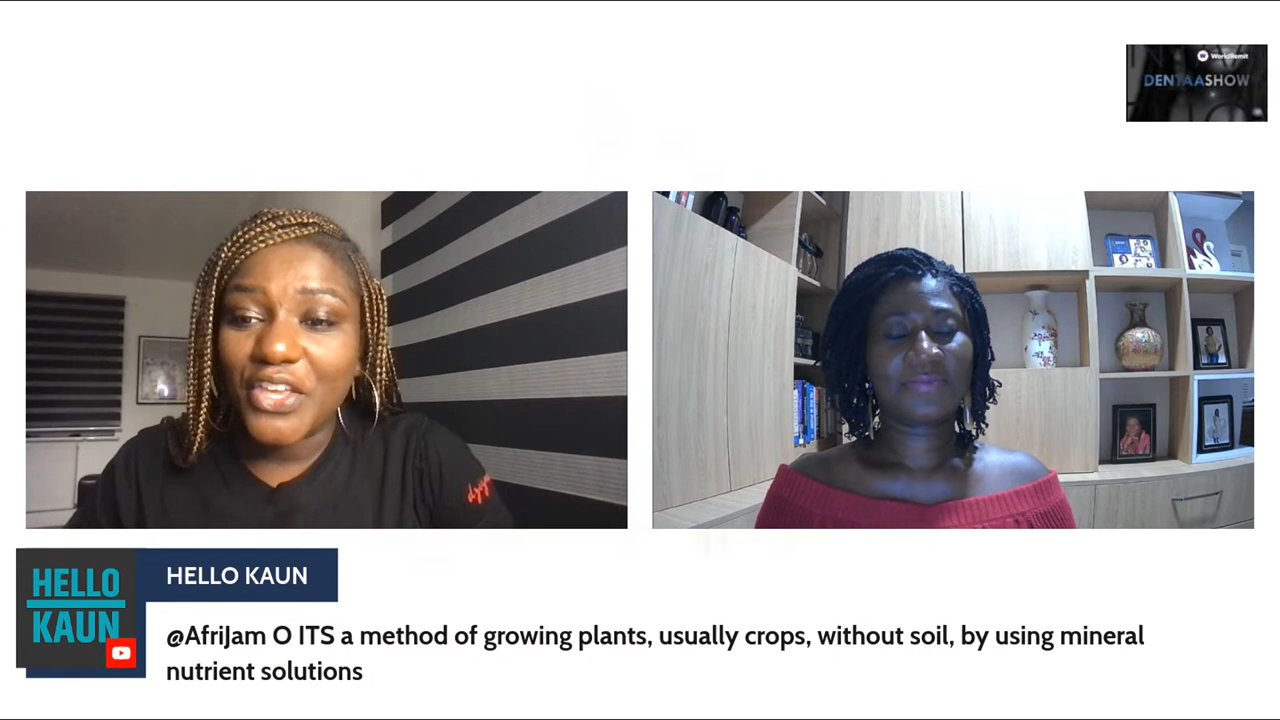 WorldRemit
DENTAASHOW
HELLO
KAUN
HELLO KAUN
@AfriJam O ITS a method of growing plants, usually crops, without soil, by using mineral
nutrient solutions